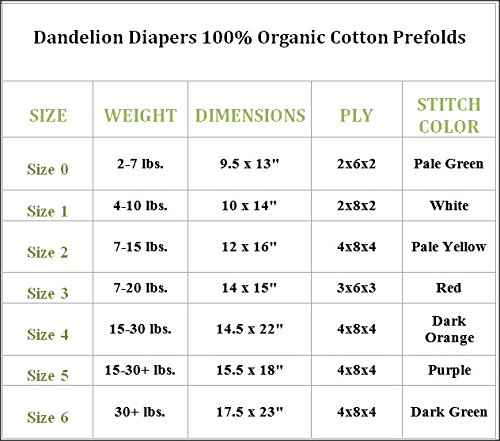 Dandelion Diapers 100% Organic Cotton Prefolds
SIZE WEIGHT DIMENSIONS PLY STITCH COLOR
Size 0 2-7 lbs. 9.5 x 13" 2x6x2 Pale Green
Size 1 4-10 lbs. 10 x 14" 2x8x2 White
Size 2 7-15 lbs. 12 x 16" 4x8x4 Pale Yellow
Size 3 7-20 lbs. 14 x 15" 3x6x3 Red
Size 4 15-30 lbs. 14.5 x 22" 4x8x4 Dark Orange
Size 5 15-30+ lbs. 15.5 x 18" 4x8x4 Purple
Size 6 30+ lbs. 17.5 x 23" 4x8x4 Dark Green